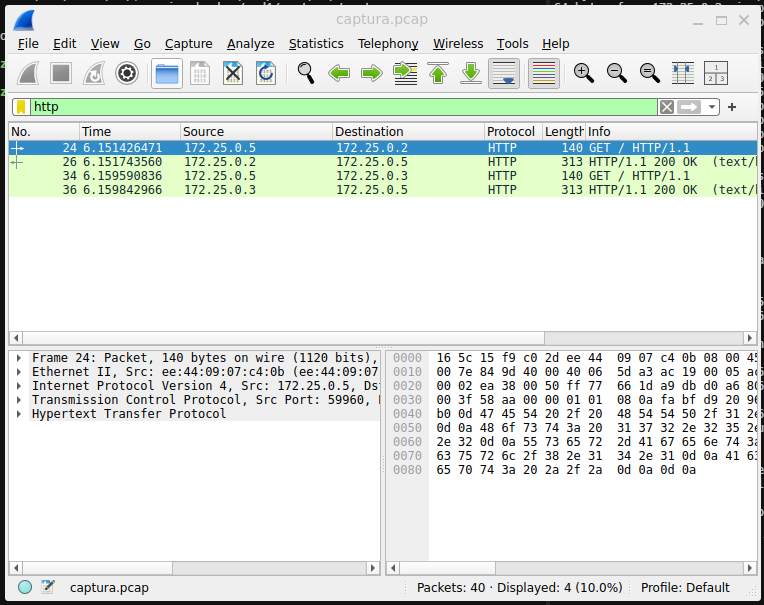 captura.pcap
File Edit View Go Capture Analyze Statistics Telephony Wireless Tools Help
http
No. Time Source Destination Protocol Length Info
24 6.151426471 172.25.0.5 172.25.0.2 HTTP 140 GET / HTTP/1.1
26 6.151743560 172.25.0.2 172.25.0.5 HTTP 313 HTTP/1.1 200 OK (text/
34 6.159590836 172.25.0.5 172.25.0.3 HTTP 140 GET / HTTP/1.1
36 6.159842966 172.25.0.3 172.25.0.5 HTTP 313 HTTP/1.1 200 OK (text/
Frame 24: Packet, 140 bytes on wire (1120 bits),
Ethernet II, Src: ee:44:09:07:c4:0b (ee:44:09:07
Internet Protocol Version 4, Src: 172.25.0.5, Ds
Transmission Control Protocol, Src Port: 59960,
Hypertext Transfer Protocol
0000 16 5c 15 f9 c0 2d ee 44 09 07 c4 0b 08 00 45
0010 00 7e 84 9d 40 00 40 06 5d a3 ac 19 00 05 ac
0020 00 02 ea 38 00 50 ff 77 66 1d a9 db d0 a6 80
0030 00 3f 58 aa 00 00 01 01 08 0a fa bf d9 20 96
0040 b0 0d 47 45 54 20 2f 20 48 54 54 50 2f 31 2e
0050 0d 0a 48 6f 73 74 3a 20 31 37 32 2e 32 35 2e
0060 2e 32 0d 0a 55 73 65 72 2d 41 67 65 6e 74 3a
0070 63 75 72 6c 2f 38 2e 31 34 2e 31 0d 0a 41 63
0080 65 70 74 3a 20 2a 2f 2a 0d 0a 0d 0a
captura.pcap Packets: 40 · Displayed: 4 (10.0%) Profile: Default